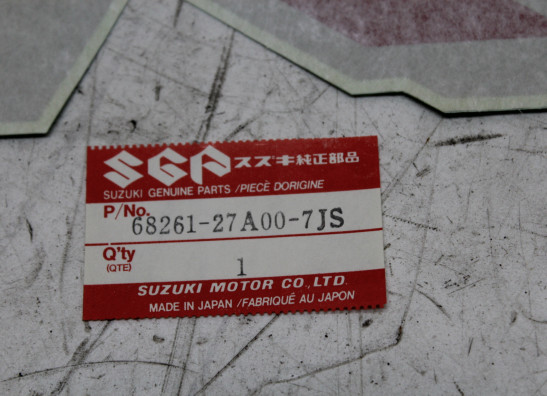 SGP スズキ純正部品
SUZUKI GENUINE PARTS /PIECÈ DORIGINE
P/No. 68261-27A00-7JS
Q'ty
(QTE) 1
SUZUKI MOTOR CO., LTD.
MADE IN JAPAN /FABRIQUÉ AU JAPON